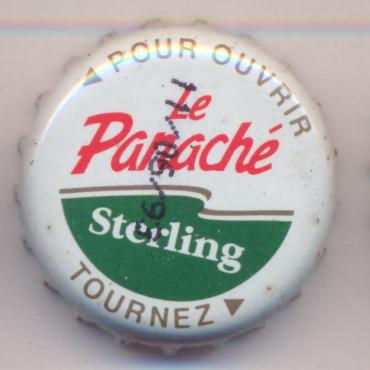 POUR OUVRIR
Le
Panaché
Sterling
TOURNEZ